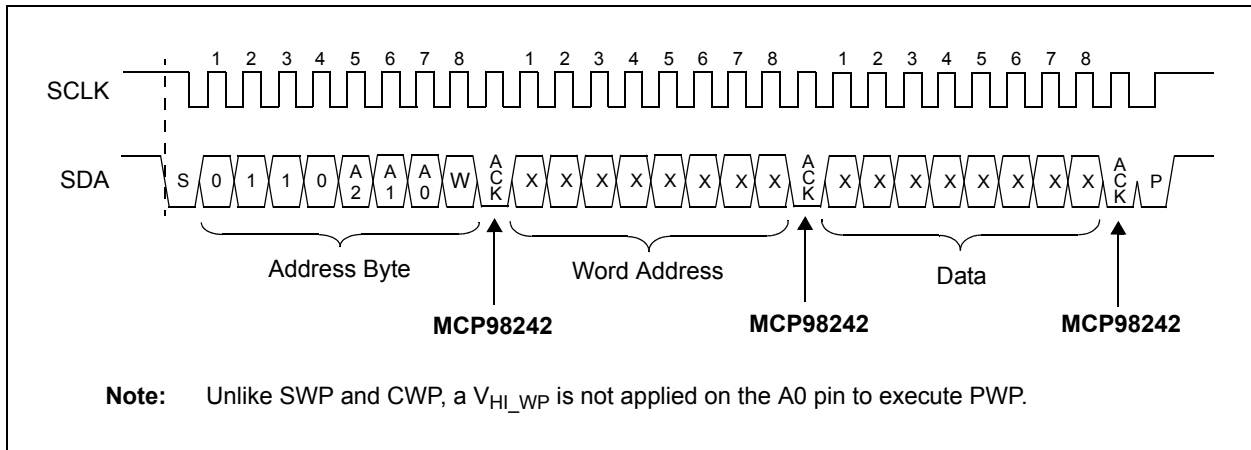 1 2 3 4 5 6 7 8 1 2 3 4 5 6 7 8 1 2 3 4 5 6 7 8
SCLK
SDA S 0 1 1 0 A2 A1 A0 W ACK X X X X X X X X ACK X X X X X X X X ACK P
Address Byte Word Address Data
MCP98242 MCP98242 MCP98242
Note: Unlike SWP and CWP, a VHI_WP is not applied on the A0 pin to execute PWP.